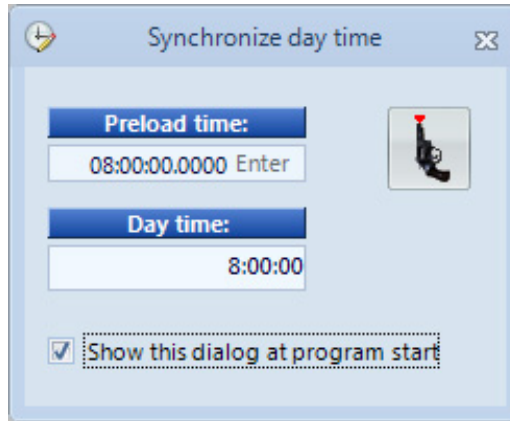 Synchronize day time
Preload time:
08:00:00.0000 Enter
Day time:
8:00:00
Show this dialog at program start